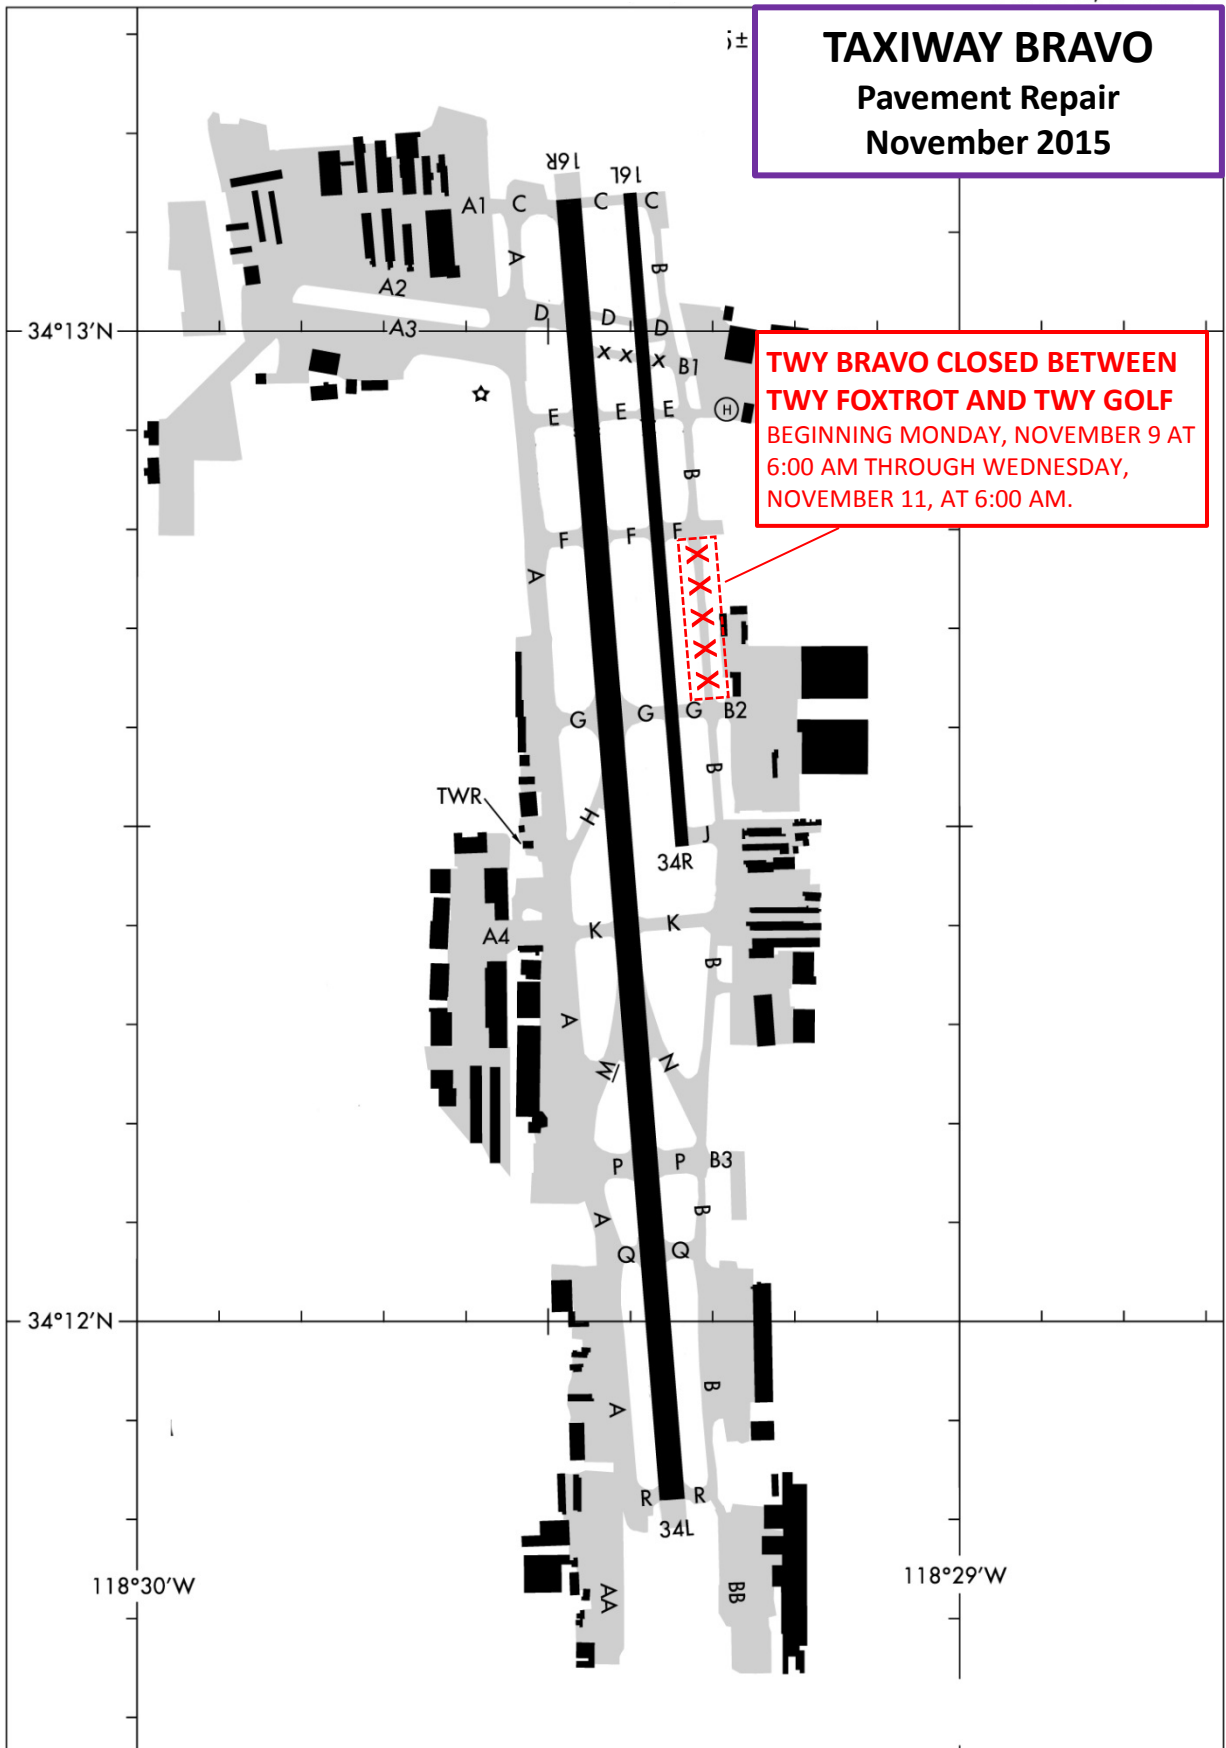 5±
TAXIWAY BRAVO
Pavement Repair
November 2015
16R
16L
A1 C C C
A B
A2
D D D
34°13'N
A3
X X X B1
TWY BRAVO CLOSED BETWEEN
TWY FOXTROT AND TWY GOLF
BEGINNING MONDAY, NOVEMBER 9 AT
6:00 AM THROUGH WEDNESDAY,
NOVEMBER 11, AT 6:00 AM.
E E E H
B
F F F
X
A
X
X
X
X
G G G B2
B
TWR
H
J
34R
A4 K K
B
A
M N
P P B3
A B
Q Q
34°12'N
B
A
R R
34L
118°30'W 118°29'W
AA BB